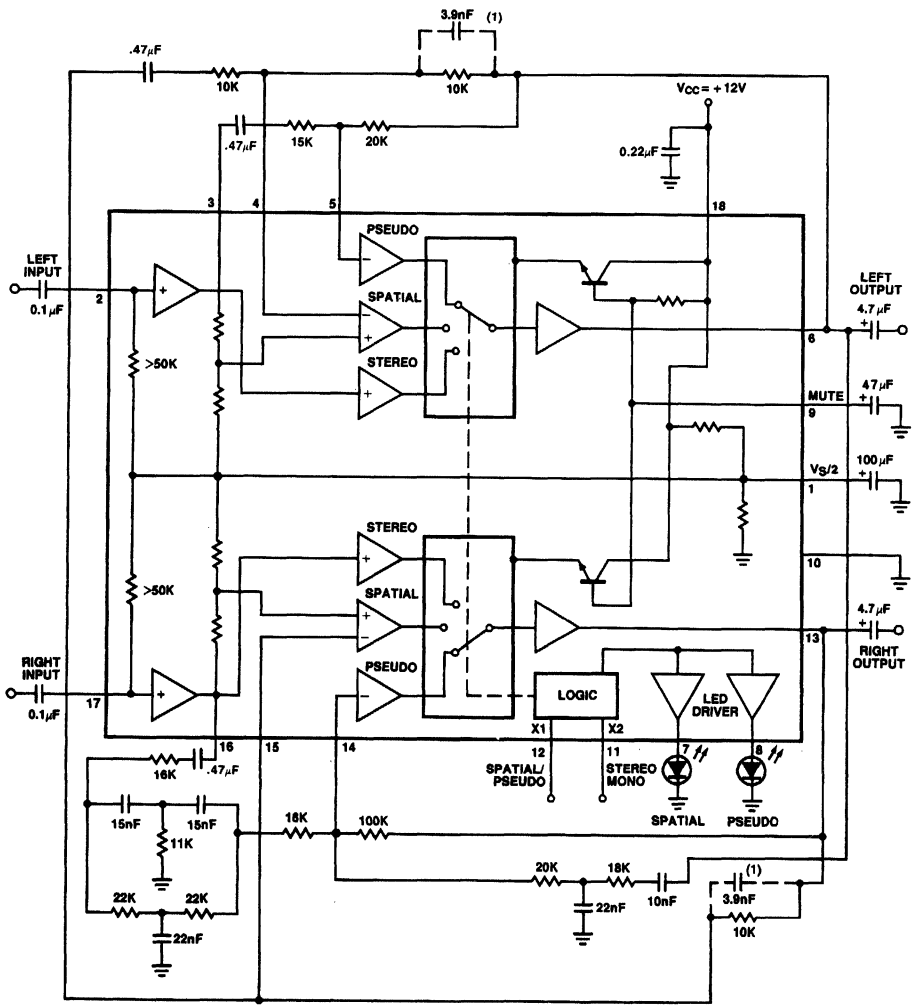 3.9nF (1)
.47µF
10K
10K
VCC = +12V
.47µF
15K
20K
0.22µF
3
4
5
18
PSEUDO
LEFT
INPUT
2
0.1µF
SPATIAL
LEFT
OUTPUT
4.7µF
6
>50K
STEREO
MUTE
9
47µF
VS/2
1
100µF
STEREO
10
>50K
SPATIAL
4.7µF
13
RIGHT
OUTPUT
RIGHT
INPUT
17
0.1µF
PSEUDO
LOGIC
LED
DRIVER
X1
X2
16
15
14
12
11
7
8
16K
.47µF
SPATIAL/
PSEUDO
STEREO
MONO
SPATIAL
PSEUDO
15nF
15nF
11K
16K
100K
22K
22K
22nF
20K
18K
10nF
22nF
(1)
3.9nF
10K